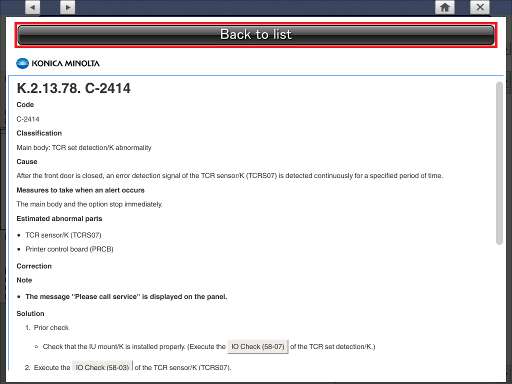 Back to list
KONICA MINOLTA
K.2.13.78. C-2414
Code
C-2414
Classification
Main body: TCR set detection/K abnormality
Cause
After the front door is closed, an error detection signal of the TCR sensor/K (TCRS07) is detected continuously for a specified period of time.
Measures to take when an alert occurs
The main body and the option stop immediately.
Estimated abnormal parts
• TCR sensor/K (TCRS07)
• Printer control board (PRCB)
Correction
Note
• The message "Please call service" is displayed on the panel.
Solution
1. Prior check
◦ Check that the IU mount/K is installed properly. (Execute the IO Check (58-07) of the TCR set detection/K.)
2. Execute the IO Check (58-03) of the TCR sensor/K (TCRS07).